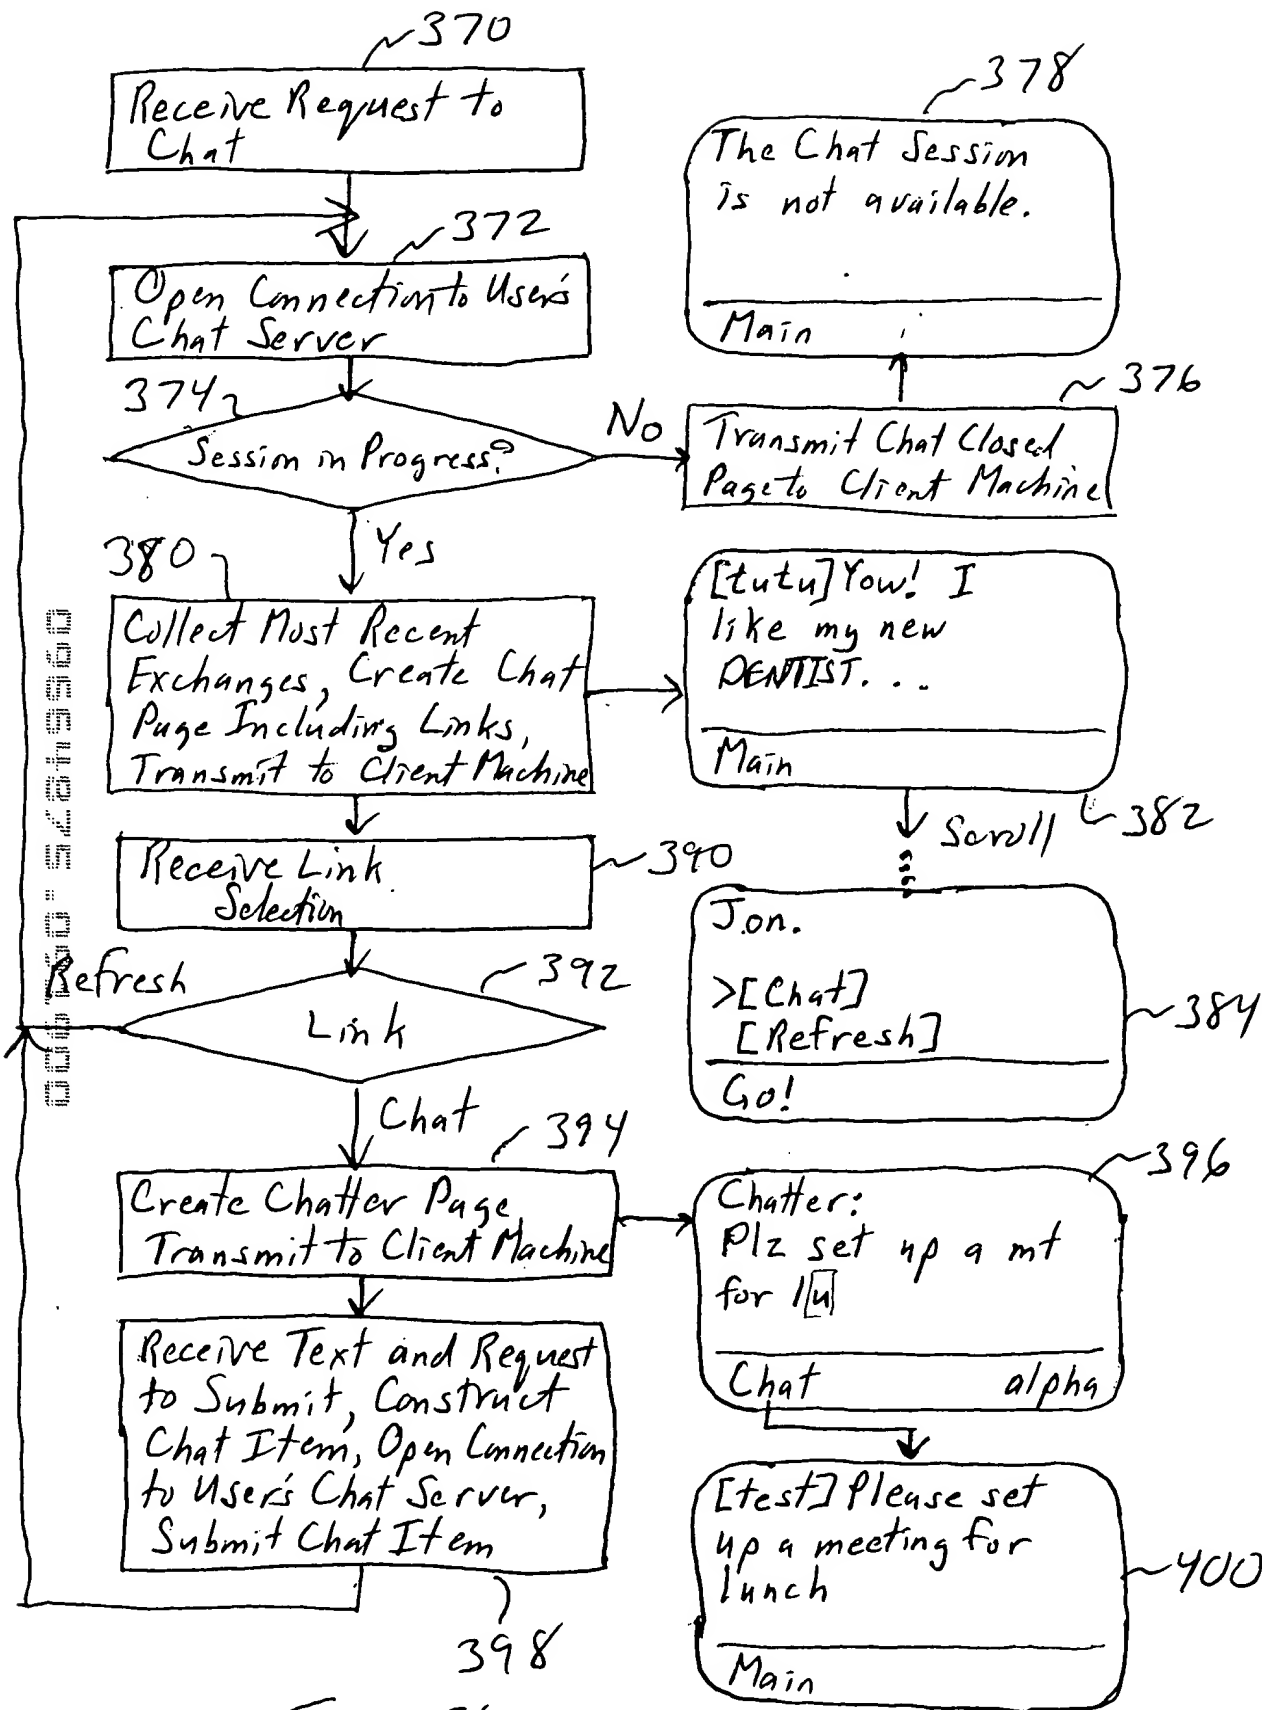 370
Receive Request to
Chat
378
The Chat Session
is not available.
Main
372
Open Connection to User's
Chat Server
374
Session in Progress?
No
376
Transmit Chat Closed
Page to Client Machine
Yes
380
Collect Most Recent
Exchanges, Create Chat
Page Including Links,
Transmit to Client Machine
[tutu] Yow! I
like my new
DENTIST...
Main
382
Scroll
390
Receive Link
Selection
Jon.
>[Chat]
[Refresh]
Go!
384
Refresh
392
Link
Chat
394
Create Chatter Page
Transmit to Client Machine
396
Chatter:
Plz set up a mt
for lu
Chat alpha
Receive Text and Request
to Submit, Construct
Chat Item, Open Connection
to User's Chat Server,
Submit Chat Item
398
[test] Please set
up a meeting for
lunch
Main
400